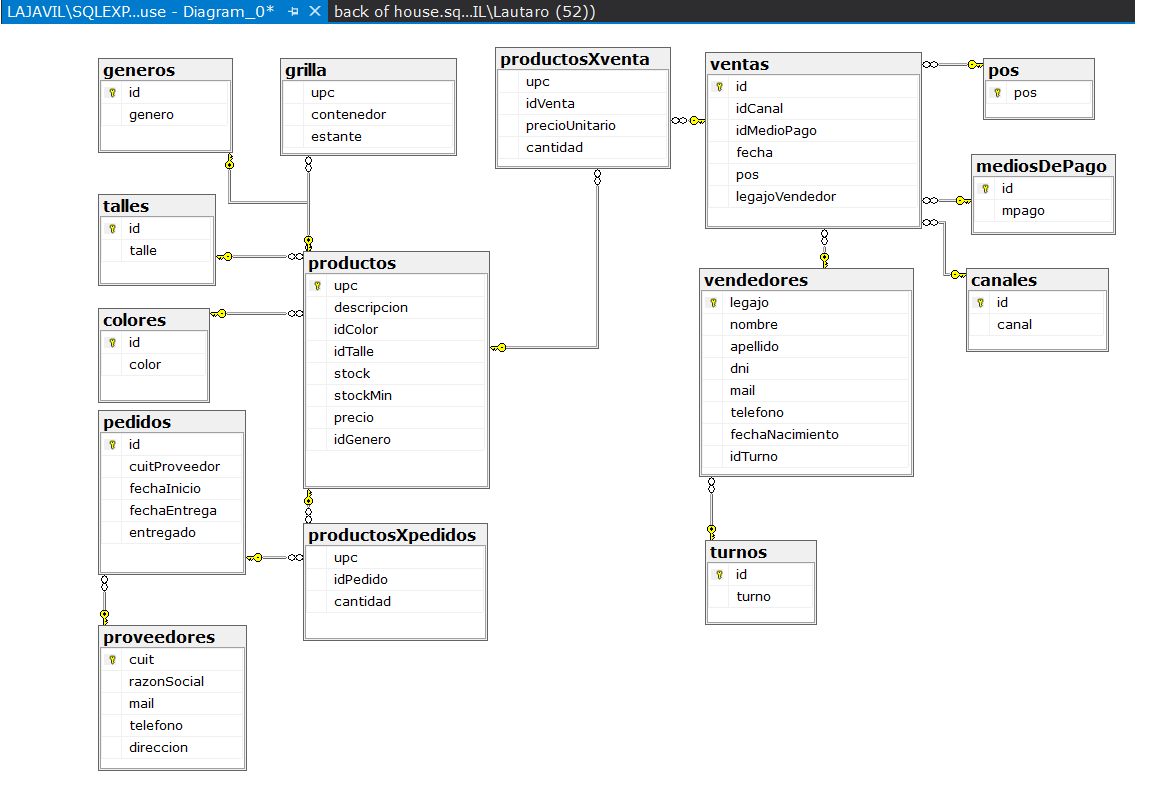 LAJAVIL\SQLEXP...use - Diagram_0*
back of house.sq...IL\Lautaro (52))
generos
id
genero
grilla
upc
contenedor
estante
productosXventa
upc
idVenta
precioUnitario
cantidad
ventas
id
idCanal
idMedioPago
fecha
pos
legajoVendedor
pos
pos
mediosDePago
id
mpago
talles
id
talle
productos
upc
descripcion
idColor
idTalle
stock
stockMin
precio
idGenero
vendedores
legajo
nombre
apellido
dni
mail
telefono
fechaNacimiento
idTurno
canales
id
canal
colores
id
color
pedidos
id
cuitProveedor
fechaInicio
fechaEntrega
entregado
productosXpedidos
upc
idPedido
cantidad
turnos
id
turno
proveedores
cuit
razonSocial
mail
telefono
direccion